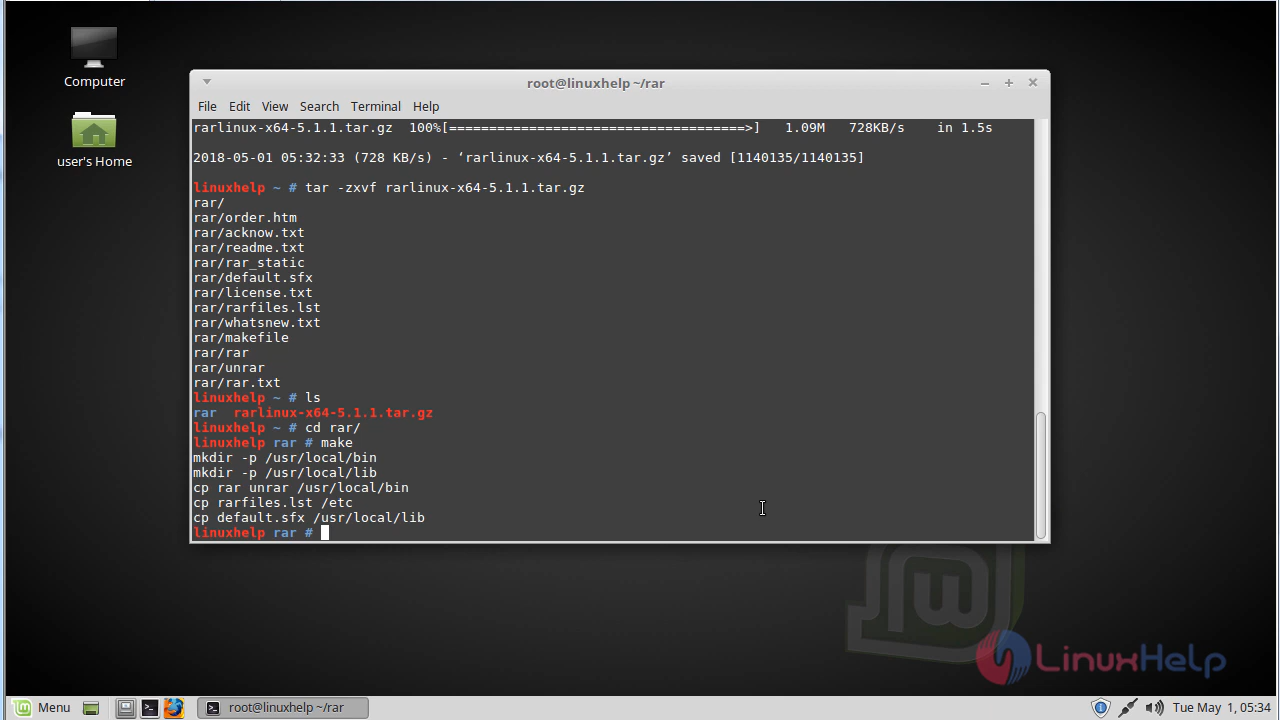 Computer
user's Home
root@linuxhelp ~/rar
File Edit View Search Terminal Help
rarlinux-x64-5.1.1.tar.gz 100%[=====================================>] 1.09M 728KB/s in 1.5s
2018-05-01 05:32:33 (728 KB/s) - ‘rarlinux-x64-5.1.1.tar.gz’ saved [1140135/1140135]
linuxhelp ~ # tar -zxvf rarlinux-x64-5.1.1.tar.gz
rar/
rar/order.htm
rar/acknow.txt
rar/readme.txt
rar/rar_static
rar/default.sfx
rar/license.txt
rar/rarfiles.lst
rar/whatsnew.txt
rar/makefile
rar/rar
rar/unrar
rar/rar.txt
linuxhelp ~ # ls
rar rarlinux-x64-5.1.1.tar.gz
linuxhelp ~ # cd rar/
linuxhelp rar # make
mkdir -p /usr/local/bin
mkdir -p /usr/local/lib
cp rar unrar /usr/local/bin
cp rarfiles.lst /etc
cp default.sfx /usr/local/lib
linuxhelp rar #
LinuxHelp
Menu
root@linuxhelp ~/rar
Tue May 1, 05:34